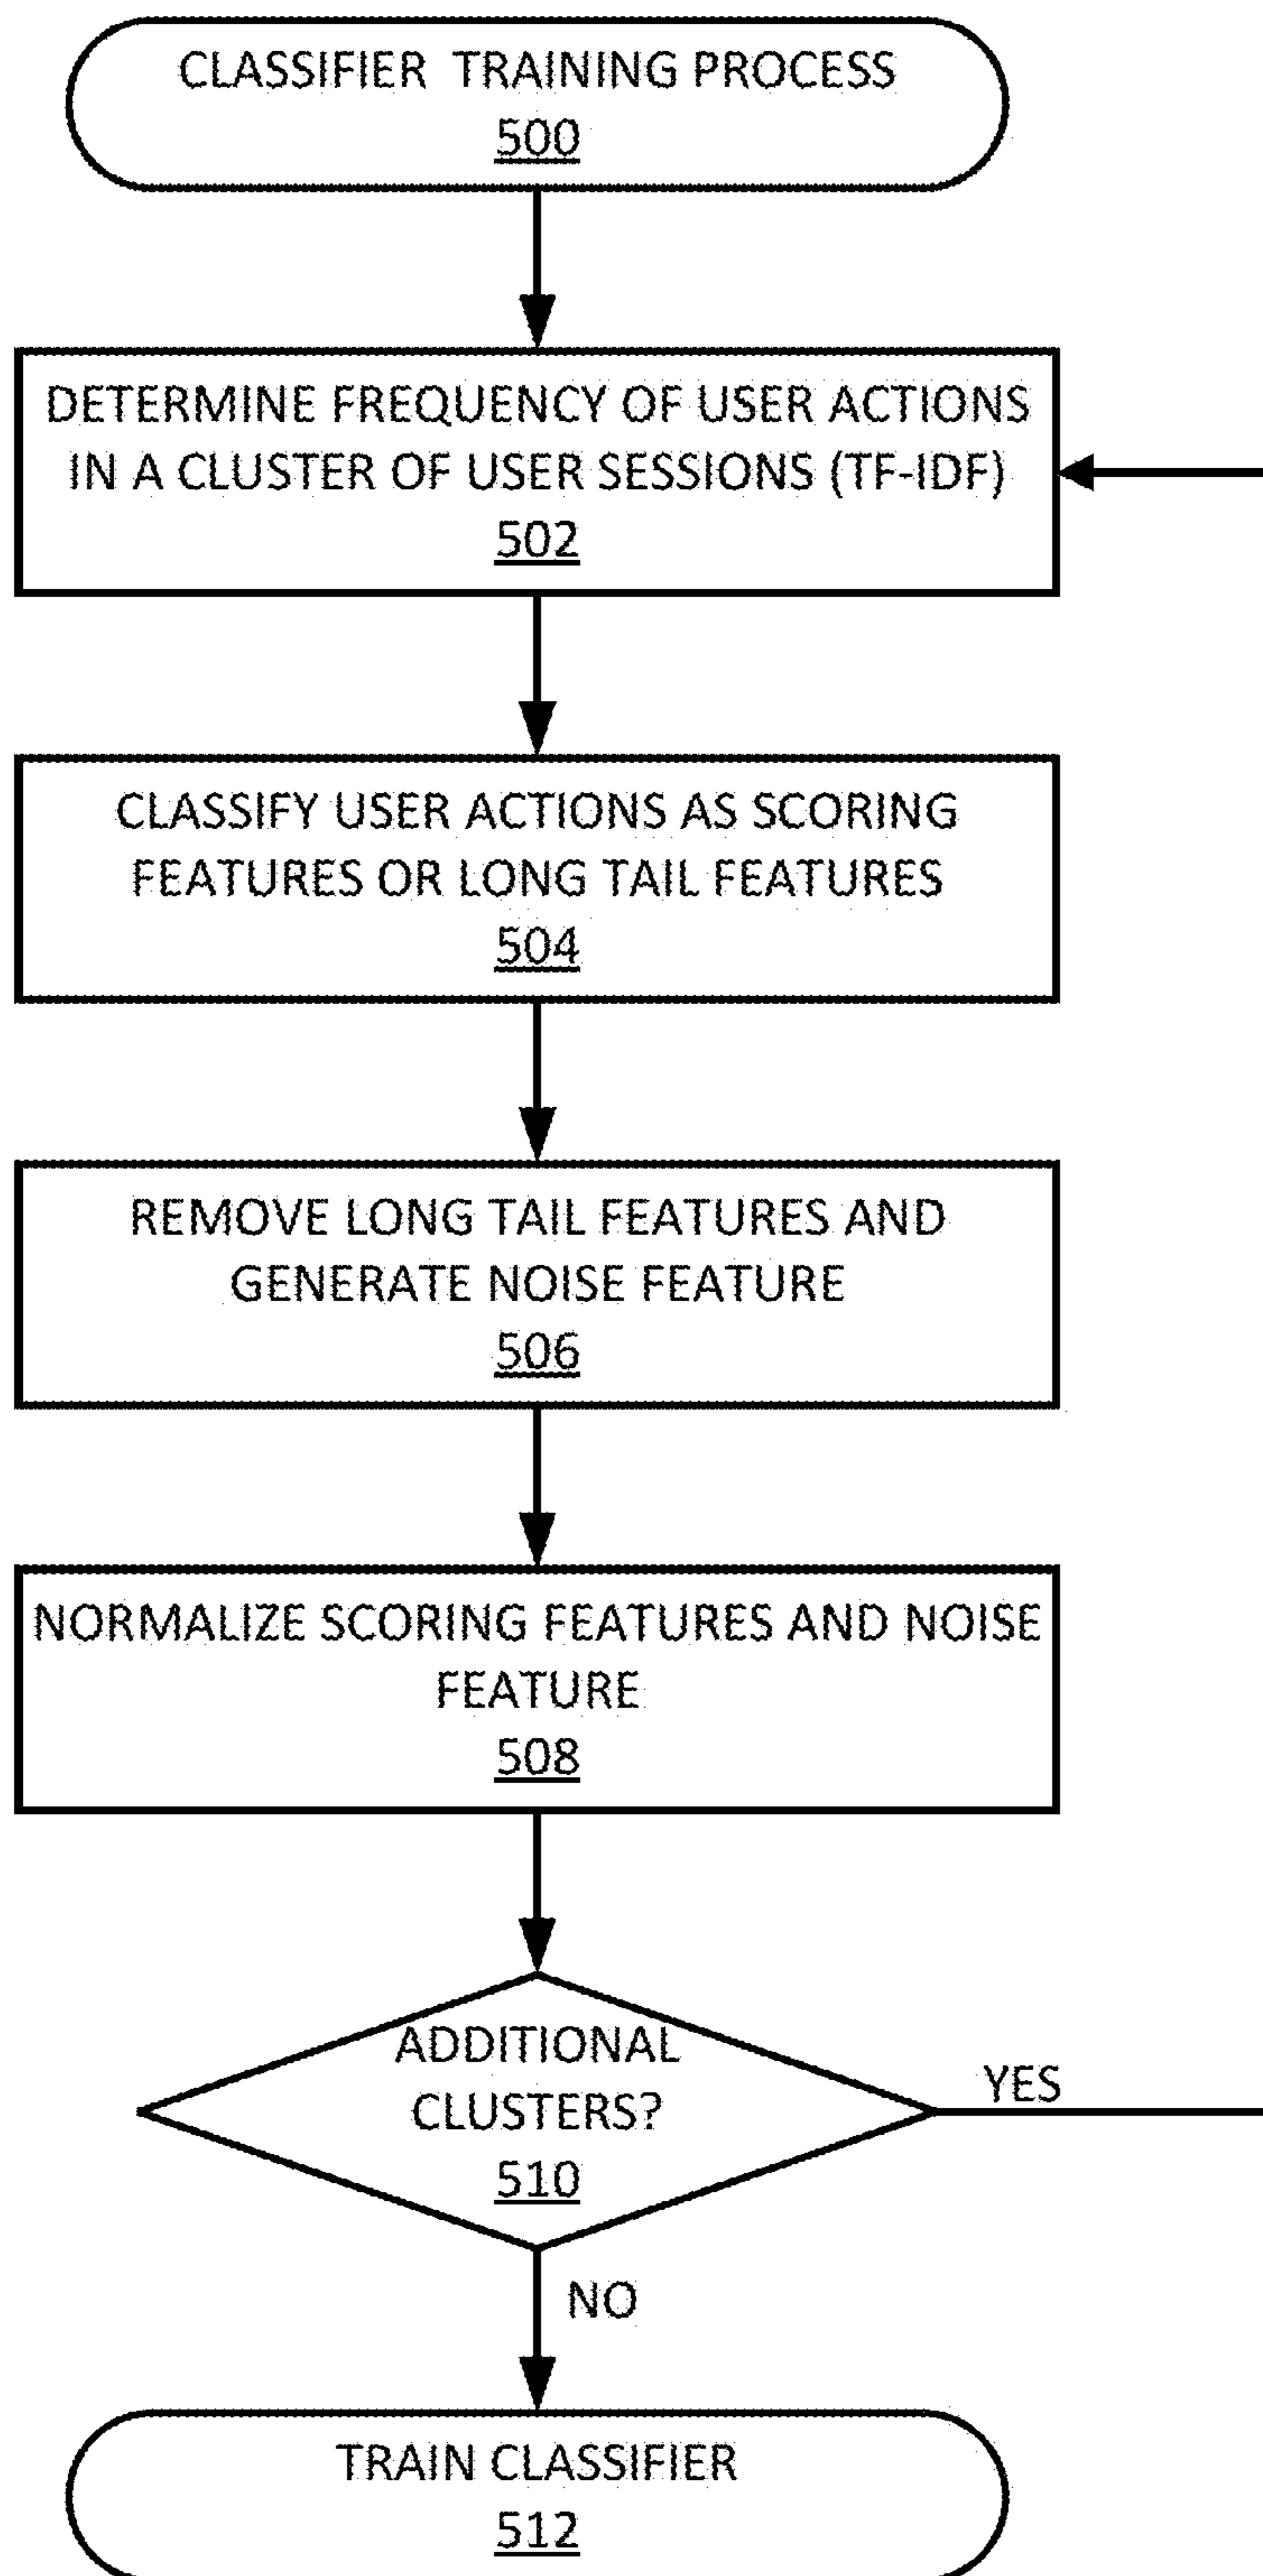 CLASSIFIER TRAINING PROCESS
500
DETERMINE FREQUENCY OF USER ACTIONS
IN A CLUSTER OF USER SESSIONS (TF-IDF)
502
CLASSIFY USER ACTIONS AS SCORING
FEATURES OR LONG TAIL FEATURES
504
REMOVE LONG TAIL FEATURES AND
GENERATE NOISE FEATURE
506
NORMALIZE SCORING FEATURES AND NOISE
FEATURE
508
ADDITIONAL
CLUSTERS?
510
YES
NO
TRAIN CLASSIFIER
512